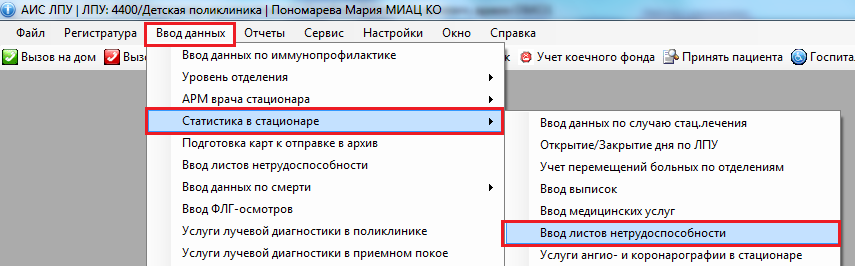 АИС ЛПУ | ЛПУ: 4400/Детская поликлиника | Пономарева Мария МИАЦ КО
Файл Регистратура Ввод данных Отчеты Сервис Настройки Окно Справка
Вызов на дом Вызо Учет коечного фонда Принять пациента Госпитал
Ввод данных по иммунопрофилактике
Уровень отделения
АРМ врача стационара
Статистика в стационаре
Подготовка карт к отправке в архив
Ввод листов нетрудоспособности
Ввод данных по смерти
Ввод ФЛГ-осмотров
Услуги лучевой диагностики в поликлинике
Услуги лучевой диагностики в приемном покое
Ввод данных по случаю стац.лечения
Открытие/Закрытие дня по ЛПУ
Учет перемещений больных по отделениям
Ввод выписок
Ввод медицинских услуг
Ввод листов нетрудоспособности
Услуги ангио- и коронарографии в стационаре